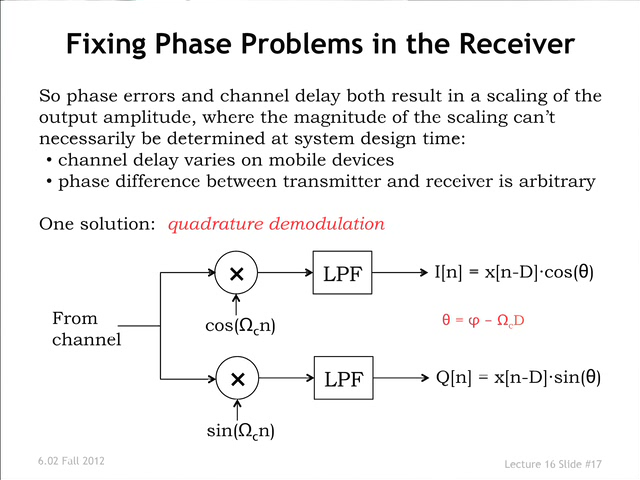 Fixing Phase Problems in the Receiver
So phase errors and channel delay both result in a scaling of the
output amplitude, where the magnitude of the scaling can't
necessarily be determined at system design time:
• channel delay varies on mobile devices
• phase difference between transmitter and receiver is arbitrary
One solution: quadrature demodulation
×
LPF
I[n] = x[n-D]·cos(θ)
From
channel
cos(Ωcn)
θ = φ – ΩcD
×
LPF
Q[n] = x[n-D]·sin(θ)
sin(Ωcn)
6.02 Fall 2012
Lecture 16 Slide #17